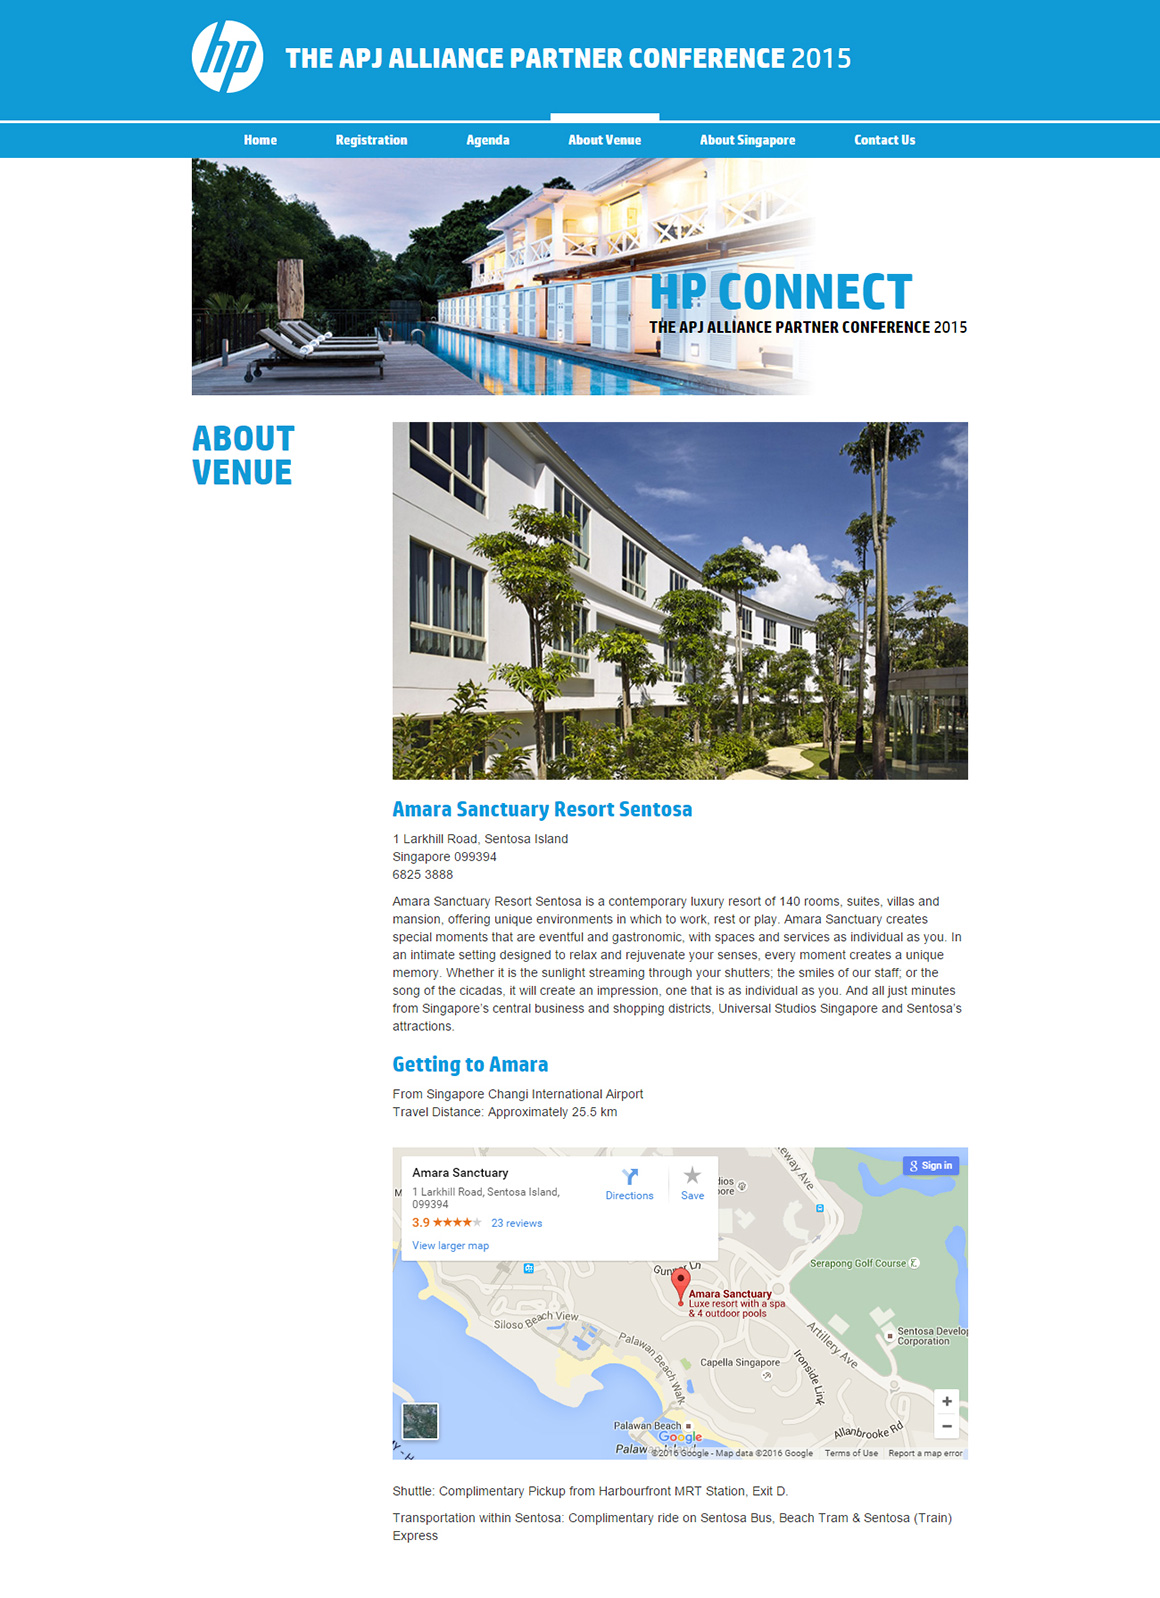 hp
THE APJ ALLIANCE PARTNER CONFERENCE 2015
Home
Registration
Agenda
About Venue
About Singapore
Contact Us
HP CONNECT
THE APJ ALLIANCE PARTNER CONFERENCE 2015
ABOUT
VENUE
Amara Sanctuary Resort Sentosa
1 Larkhill Road, Sentosa Island
Singapore 099394
6825 3888
Amara Sanctuary Resort Sentosa is a contemporary luxury resort of 140 rooms, suites, villas and
mansion, offering unique environments in which to work, rest or play. Amara Sanctuary creates
special moments that are eventful and gastronomic, with spaces and services as individual as you. In
an intimate setting designed to relax and rejuvenate your senses, every moment creates a unique
memory. Whether it is the sunlight streaming through your shutters; the smiles of our staff; or the
song of the cicadas, it will create an impression, one that is as individual as you. And all just minutes
from Singapore’s central business and shopping districts, Universal Studios Singapore and Sentosa’s
attractions.
Getting to Amara
From Singapore Changi International Airport
Travel Distance: Approximately 25.5 km
Amara Sanctuary
1 Larkhill Road, Sentosa Island,
099394
3.9
23 reviews
View larger map
Directions
Save
Sign in
Serapong Golf Course
Gunner Ln
Amara Sanctuary
Luxe resort with a spa
& 4 outdoor pools
Siloso Beach View
Palawan Beach Walk
Artillery Ave
Sentosa Develop
Corporation
Capella Singapore
Ironside Link
Allanbrooke Rd
Palawan Beach
Google
©2016 Google - Map data ©2016 Google
Terms of Use
Report a map error
Shuttle: Complimentary Pickup from Harbourfront MRT Station, Exit D.
Transportation within Sentosa: Complimentary ride on Sentosa Bus, Beach Tram & Sentosa (Train)
Express